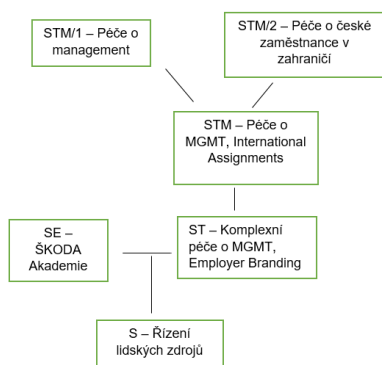 STM/1 – Péče o
management
STM/2 – Péče o české
zaměstnance v
zahraničí
STM – Péče o
MGMT, International
Assignments
SE –
ŠKODA
Akademie
ST – Komplexní
péče o MGMT,
Employer Branding
S – Řízení
lidských zdrojů